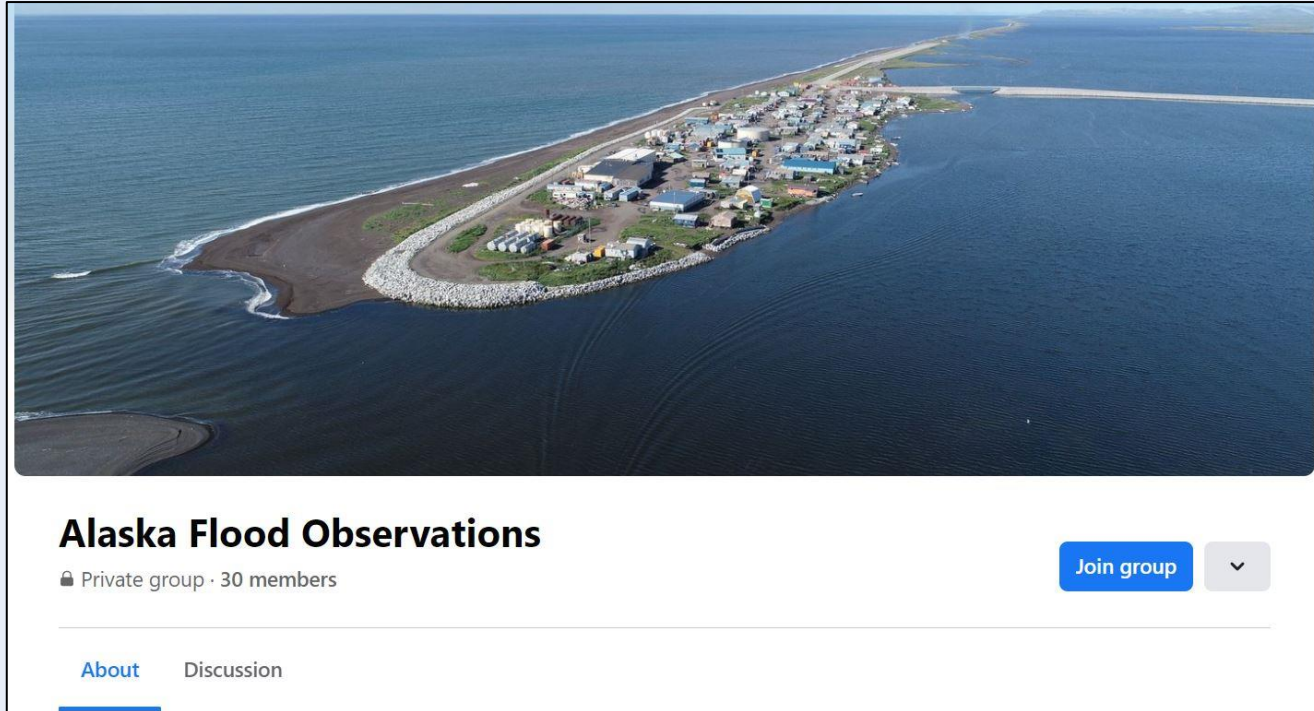 Alaska Flood Observations
Private group · 30 members
Join group
About
Discussion